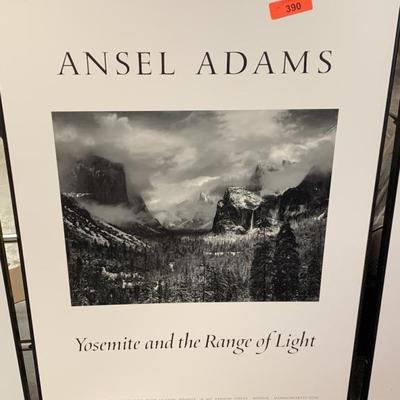 390
ANSEL ADAMS
Yosemite and the Range of Light